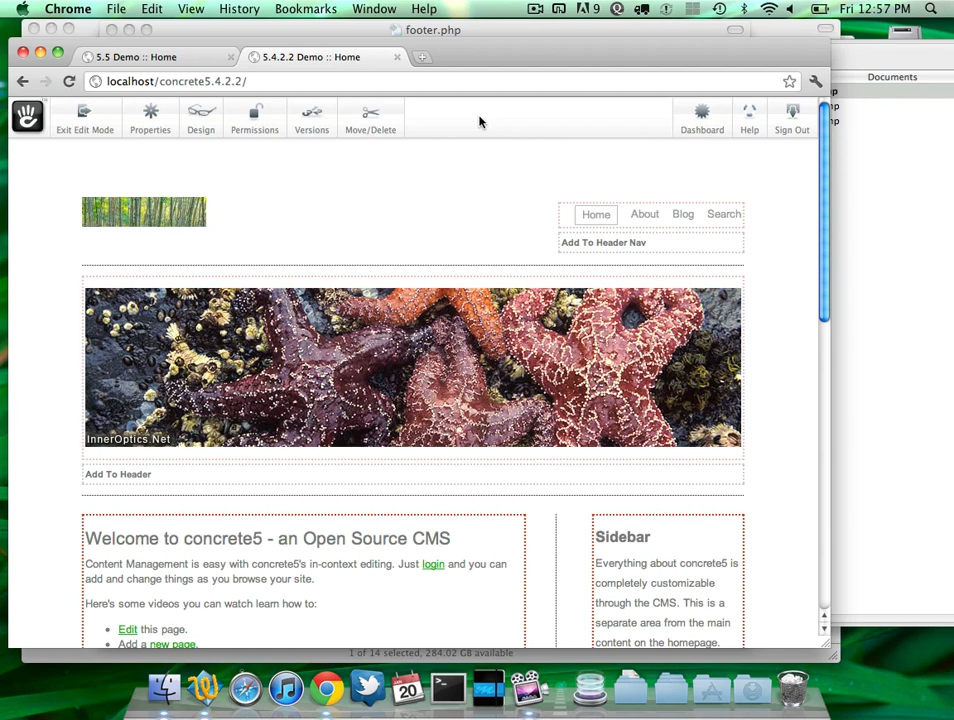 Chrome File Edit View History Bookmarks Window Help 9 Fri 12:57 PM
footer.php
5.5 Demo :: Home 5.4.2.2 Demo :: Home
Documents
localhost/concrete5.4.2.2/
Exit Edit Mode Properties Design Permissions Versions Move/Delete Dashboard Help Sign Out
Home About Blog Search
Add To Header Nav
InnerOptics.Net
Add To Header
Welcome to concrete5 - an Open Source CMS
Content Management is easy with concrete5's in-context editing. Just login and you can
add and change things as you browse your site.
Here's some videos you can watch learn how to:
• Edit this page.
• Add a new page.
Sidebar
Everything about concrete5 is
completely customizable
through the CMS. This is a
separate area from the main
content on the homepage.
1 of 14 selected, 284.02 GB available
JAN
20